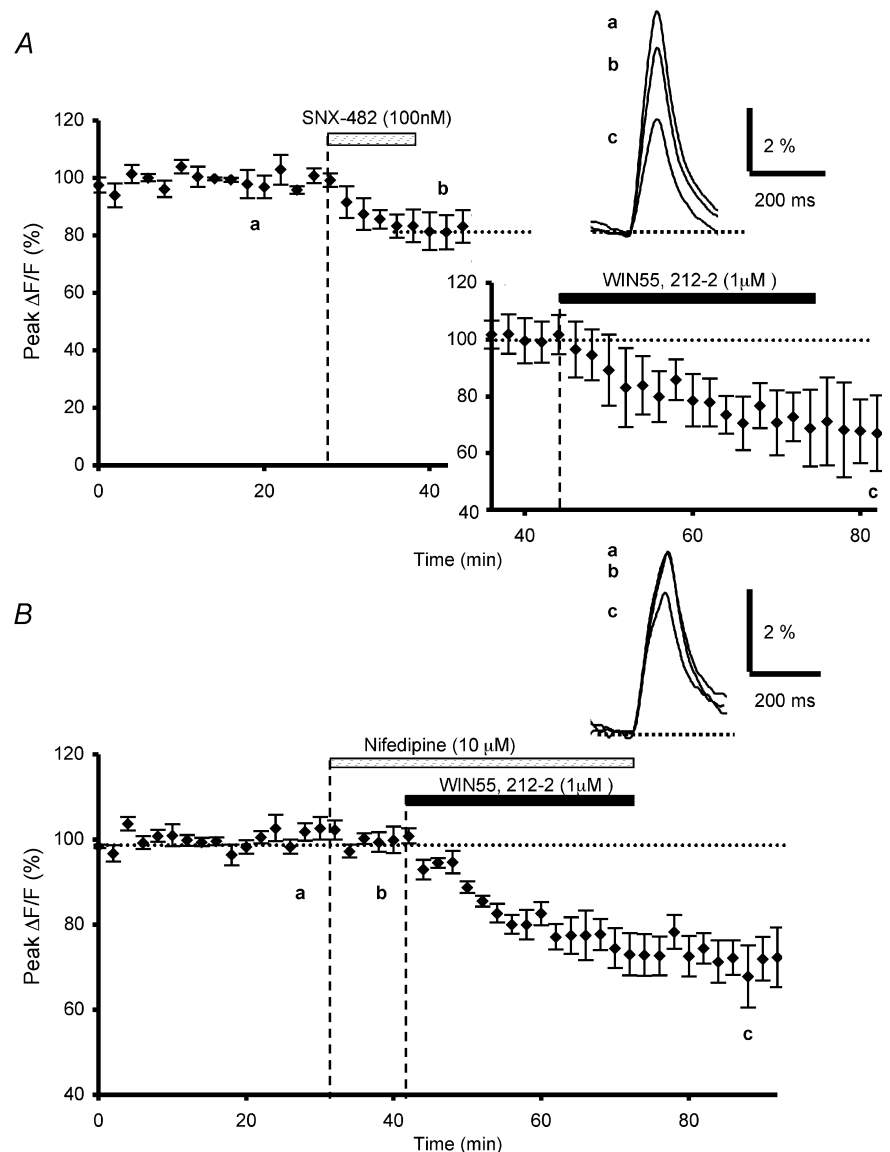 A
a
b
c
2 %
200 ms
SNX-482 (100nM)
120
100
80
60
40
20
0
a
b
0
20
40
Peak ΔF/F (%)
WIN55, 212-2 (1μM )
120
100
80
60
40
c
40
60
80
Time (min)
B
a
b
c
2 %
200 ms
Nifedipine (10 μM)
WIN55, 212-2 (1μM )
120
100
80
60
40
a
b
c
0
20
40
60
80
Peak ΔF/F (%)
Time (min)